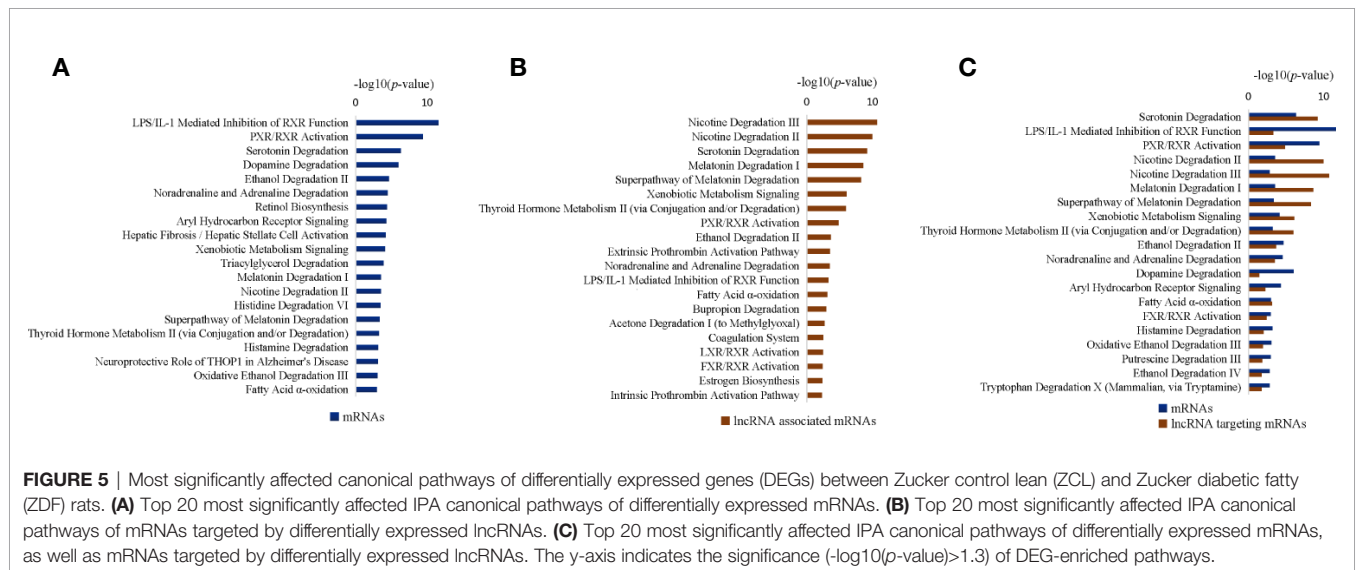 A
-log10(p-value)
0 10
LPS/IL-1 Mediated Inhibition of RXR Function
PXR/RXR Activation
Serotonin Degradation
Dopamine Degradation
Ethanol Degradation II
Noradrenaline and Adrenaline Degradation
Retinol Biosynthesis
Aryl Hydrocarbon Receptor Signaling
Hepatic Fibrosis / Hepatic Stellate Cell Activation
Xenobiotic Metabolism Signaling
Triacylglycerol Degradation
Melatonin Degradation I
Nicotine Degradation II
Histidine Degradation VI
Superpathway of Melatonin Degradation
Thyroid Hormone Metabolism II (via Conjugation and/or Degradation)
Histamine Degradation
Neuroprotective Role of THOP1 in Alzheimer's Disease
Oxidative Ethanol Degradation III
Fatty Acid α-oxidation
mRNAs
B
-log10(p-value)
0 10
Nicotine Degradation III
Nicotine Degradation II
Serotonin Degradation
Melatonin Degradation I
Superpathway of Melatonin Degradation
Xenobiotic Metabolism Signaling
Thyroid Hormone Metabolism II (via Conjugation and/or Degradation)
PXR/RXR Activation
Ethanol Degradation II
Extrinsic Prothrombin Activation Pathway
Noradrenaline and Adrenaline Degradation
LPS/IL-1 Mediated Inhibition of RXR Function
Fatty Acid α-oxidation
Bupropion Degradation
Acetone Degradation I (to Methylglyoxal)
Coagulation System
LXR/RXR Activation
FXR/RXR Activation
Estrogen Biosynthesis
Intrinsic Prothrombin Activation Pathway
lncRNA associated mRNAs
C
-log10(p-value)
0 10
Serotonin Degradation
LPS/IL-1 Mediated Inhibition of RXR Function
PXR/RXR Activation
Nicotine Degradation II
Nicotine Degradation III
Melatonin Degradation I
Superpathway of Melatonin Degradation
Xenobiotic Metabolism Signaling
Thyroid Hormone Metabolism II (via Conjugation and/or Degradation)
Ethanol Degradation II
Noradrenaline and Adrenaline Degradation
Dopamine Degradation
Aryl Hydrocarbon Receptor Signaling
Fatty Acid α-oxidation
FXR/RXR Activation
Histamine Degradation
Oxidative Ethanol Degradation III
Putrescine Degradation III
Ethanol Degradation IV
Tryptophan Degradation X (Mammalian, via Tryptamine)
mRNAs
lncRNA targeting mRNAs
FIGURE 5 | Most significantly affected canonical pathways of differentially expressed genes (DEGs) between Zucker control lean (ZCL) and Zucker diabetic fatty
(ZDF) rats. (A) Top 20 most significantly affected IPA canonical pathways of differentially expressed mRNAs. (B) Top 20 most significantly affected IPA canonical
pathways of mRNAs targeted by differentially expressed lncRNAs. (C) Top 20 most significantly affected IPA canonical pathways of differentially expressed mRNAs,
as well as mRNAs targeted by differentially expressed lncRNAs. The y-axis indicates the significance (-log10(p-value)>1.3) of DEG-enriched pathways.